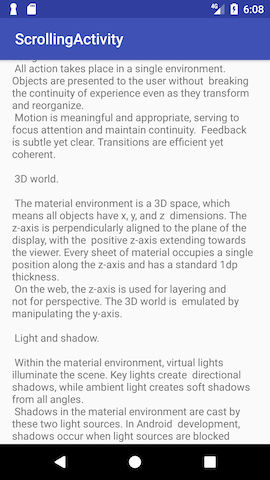 4G 6:08
ScrollingActivity
All action takes place in a single environment.
Objects are presented to the user without  breaking
the continuity of experience even as they transform
and reorganize.
Motion is meaningful and appropriate, serving to
focus attention and maintain continuity.  Feedback
is subtle yet clear. Transitions are efficient yet
coherent.
3D world.
The material environment is a 3D space, which
means all objects have x, y, and z  dimensions. The
z-axis is perpendicularly aligned to the plane of the
display, with the  positive z-axis extending towards
the viewer. Every sheet of material occupies a single
position along the z-axis and has a standard 1dp
thickness.
On the web, the z-axis is used for layering and
not for perspective. The 3D world is  emulated by
manipulating the y-axis.
Light and shadow.
Within the material environment, virtual lights
illuminate the scene. Key lights create  directional
shadows, while ambient light creates soft shadows
from all angles.
Shadows in the material environment are cast by
these two light sources. In Android  development,
shadows occur when light sources are blocked